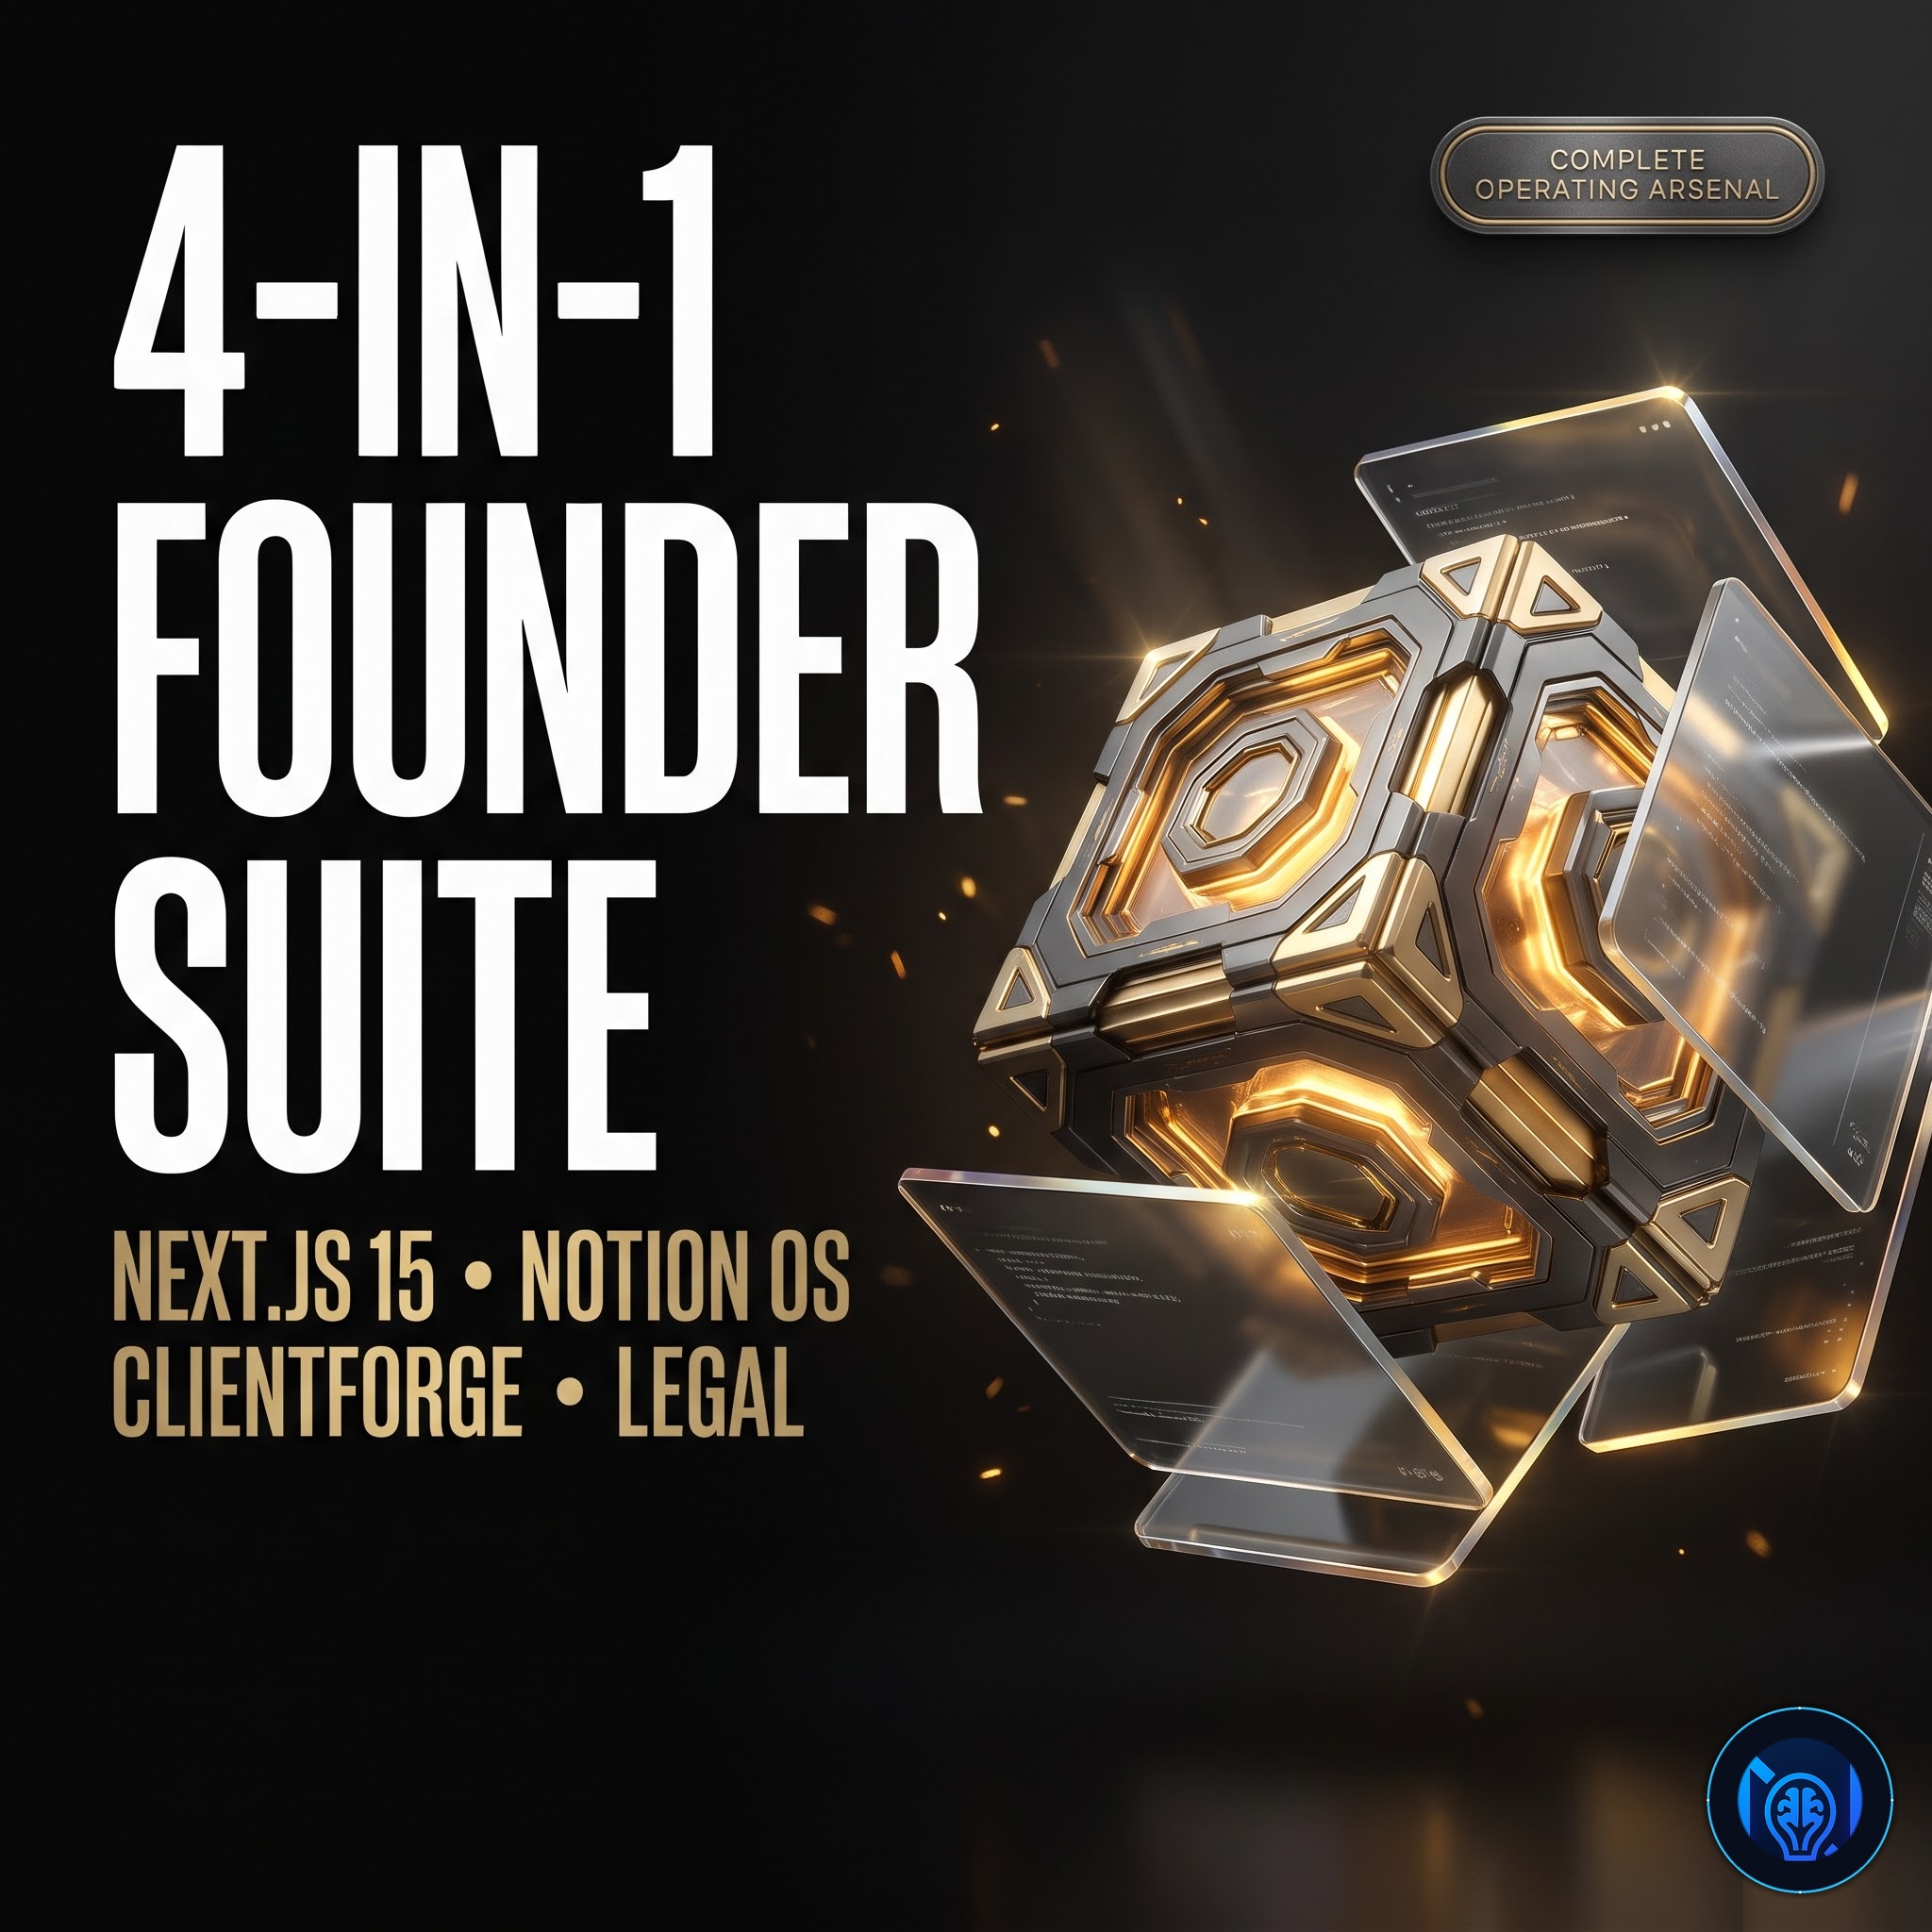 COMPLETE
OPERATING ARSENAL
4-IN-1
FOUNDER
SUITE
NEXT.JS 15 • NOTION OS
CLIENTFORGE • LEGAL